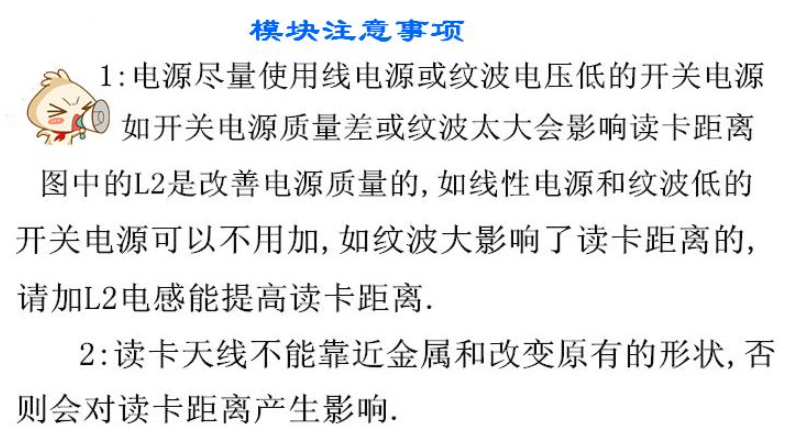 模块注意事项
1:电源尽量使用线电源或纹波电压低的开关电源
如开关电源质量差或纹波太大会影响读卡距离
图中的L2是改善电源质量的,如线性电源和纹波低的
开关电源可以不用加,如纹波大影响了读卡距离的,
请加L2电感能提高读卡距离.
2:读卡天线不能靠近金属和改变原有的形状,否
则会对读卡距离产生影响.